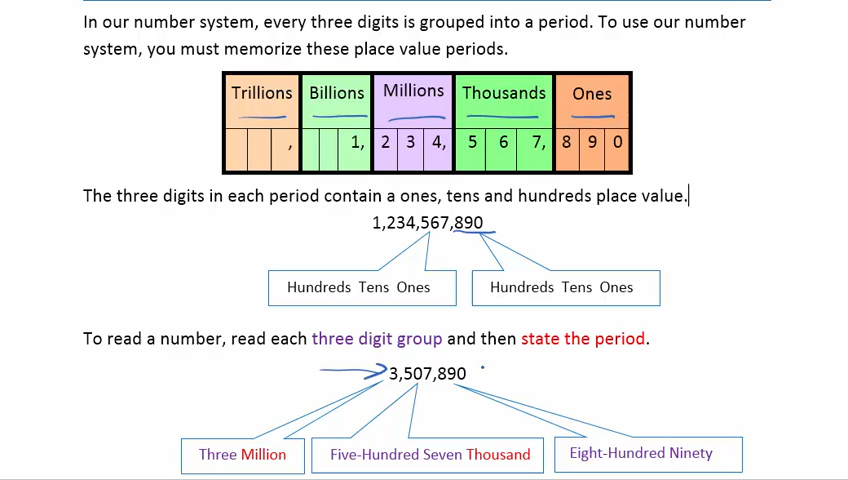 In our number system, every three digits is grouped into a period. To use our number
system, you must memorize these place value periods.
Trillions Billions Millions Thousands Ones
, 1, 2 3 4, 5 6 7, 8 9 0
The three digits in each period contain a ones, tens and hundreds place value.
1,234,567,890
Hundreds Tens Ones Hundreds Tens Ones
To read a number, read each three digit group and then state the period.
3,507,890
Three Million Five-Hundred Seven Thousand Eight-Hundred Ninety